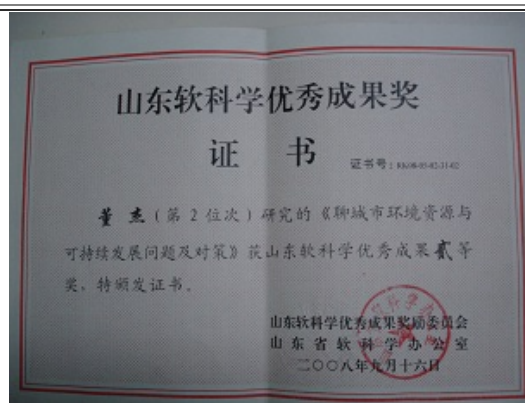 山东软科学优秀成果奖
证 书
证书号：
董 杰（第 2 位次）研究的《聊城市环境资源与
可持续发展问题及对策》获山东软科学优秀成果贰等
奖、特颁发证书。
山东软科学优秀成果奖励委员会
山东省软科学办公室
二〇〇八年九月十六日